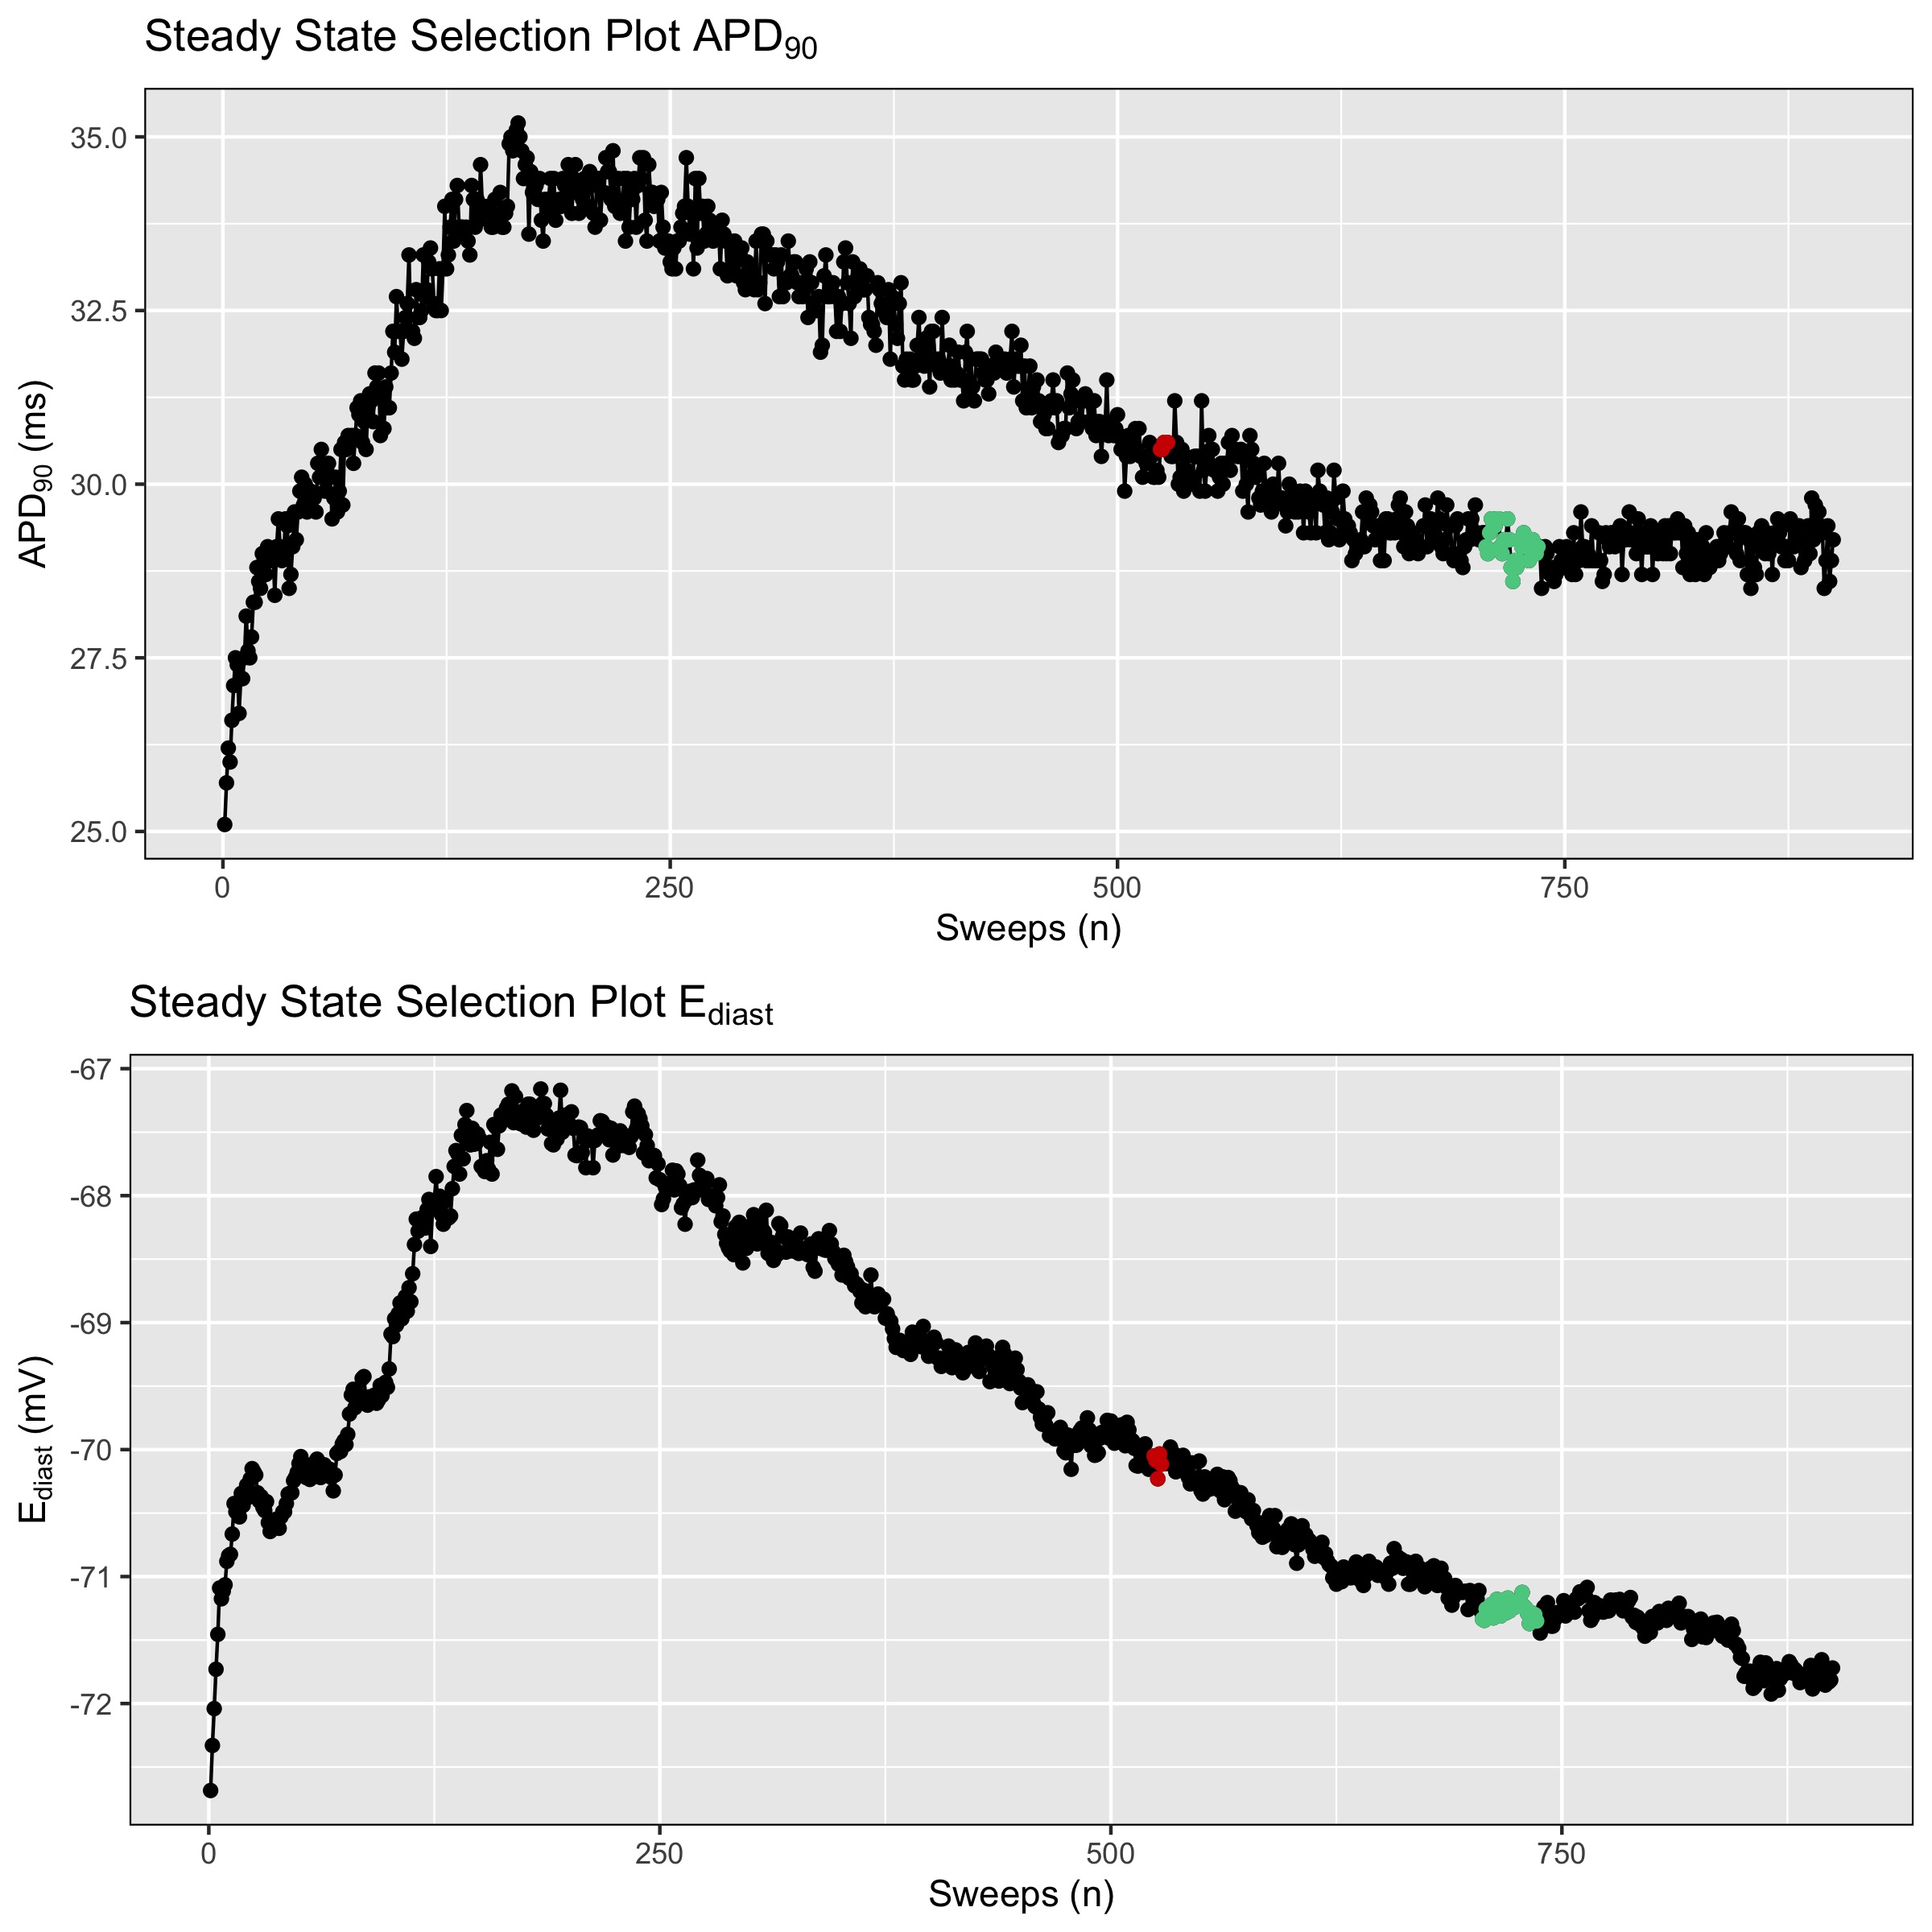 Steady State Selection Plot APD90
35.0
32.5
30.0
27.5
25.0
APD90 (ms)
0 250 500 750
Sweeps (n)
Steady State Selection Plot Ediast
-67
-68
-69
-70
-71
-72
Ediast (mV)
0 250 500 750
Sweeps (n)